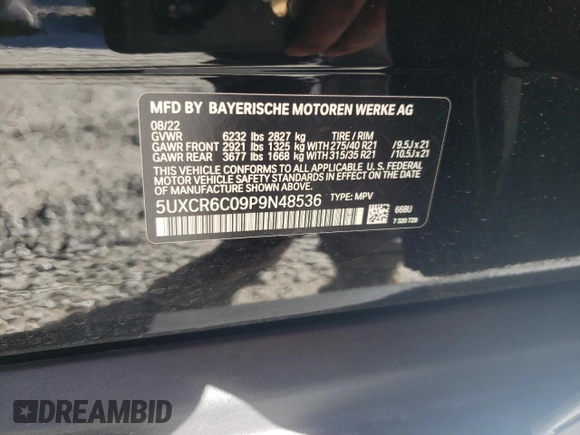 MFD BY BAYERISCHE MOTOREN WERKE AG
08/22
GVWR 6232 lbs 2827 kg TIRE / RIM
GAWR FRONT 2921 lbs 1325 kg WITH 275/40 R21 /9.5J x 21
GAWR REAR 3677 lbs 1668 kg WITH 315/35 R21 /10.5J x 21
THIS VEHICLE CONFORMS TO ALL APPLICABLE U.S. FEDERAL
MOTOR VEHICLE SAFETY STANDARDS IN EFFECT ON THE DATE OF
MANUFACTURE SHOWN ABOVE.
5UXCR6C09P9N48536 TYPE: MPV
668U
7 320 729
DREAMBID